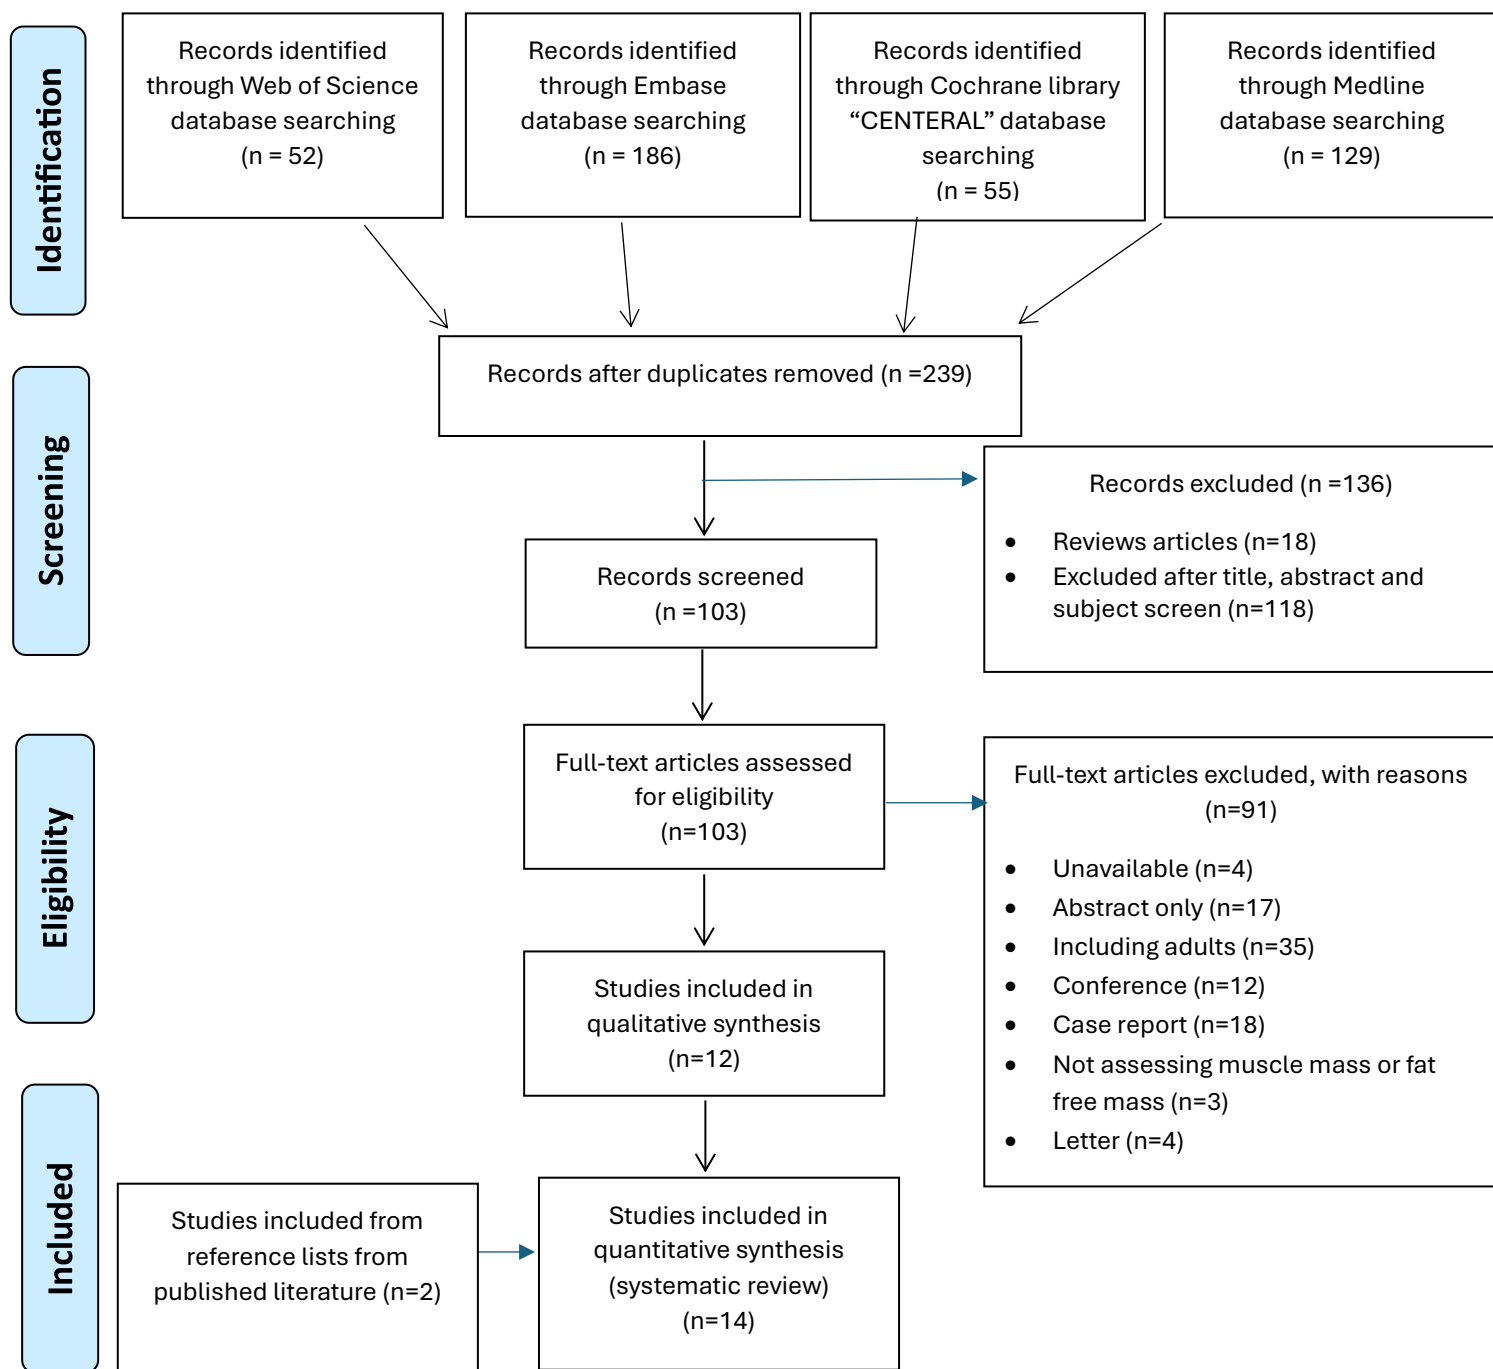 Identification
Records identified
through Web of Science
database searching
(n = 52)
Records identified
through Embase
database searching
(n = 186)
Records identified
through Cochrane library
“CENTERAL” database
searching
(n = 55)
Records identified
through Medline
database searching
(n = 129)
Records after duplicates removed (n =239)
Screening
Records excluded (n =136)
• Reviews articles (n=18)
• Excluded after title, abstract and
subject screen (n=118)
Records screened
(n =103)
Eligibility
Full-text articles assessed
for eligibility
(n=103)
Full-text articles excluded, with reasons
(n=91)
• Unavailable (n=4)
• Abstract only (n=17)
• Including adults (n=35)
• Conference (n=12)
• Case report (n=18)
• Not assessing muscle mass or fat
free mass (n=3)
• Letter (n=4)
Studies included in
qualitative synthesis
(n=12)
Included
Studies included from
reference lists from
published literature (n=2)
Studies included in
quantitative synthesis
(systematic review)
(n=14)